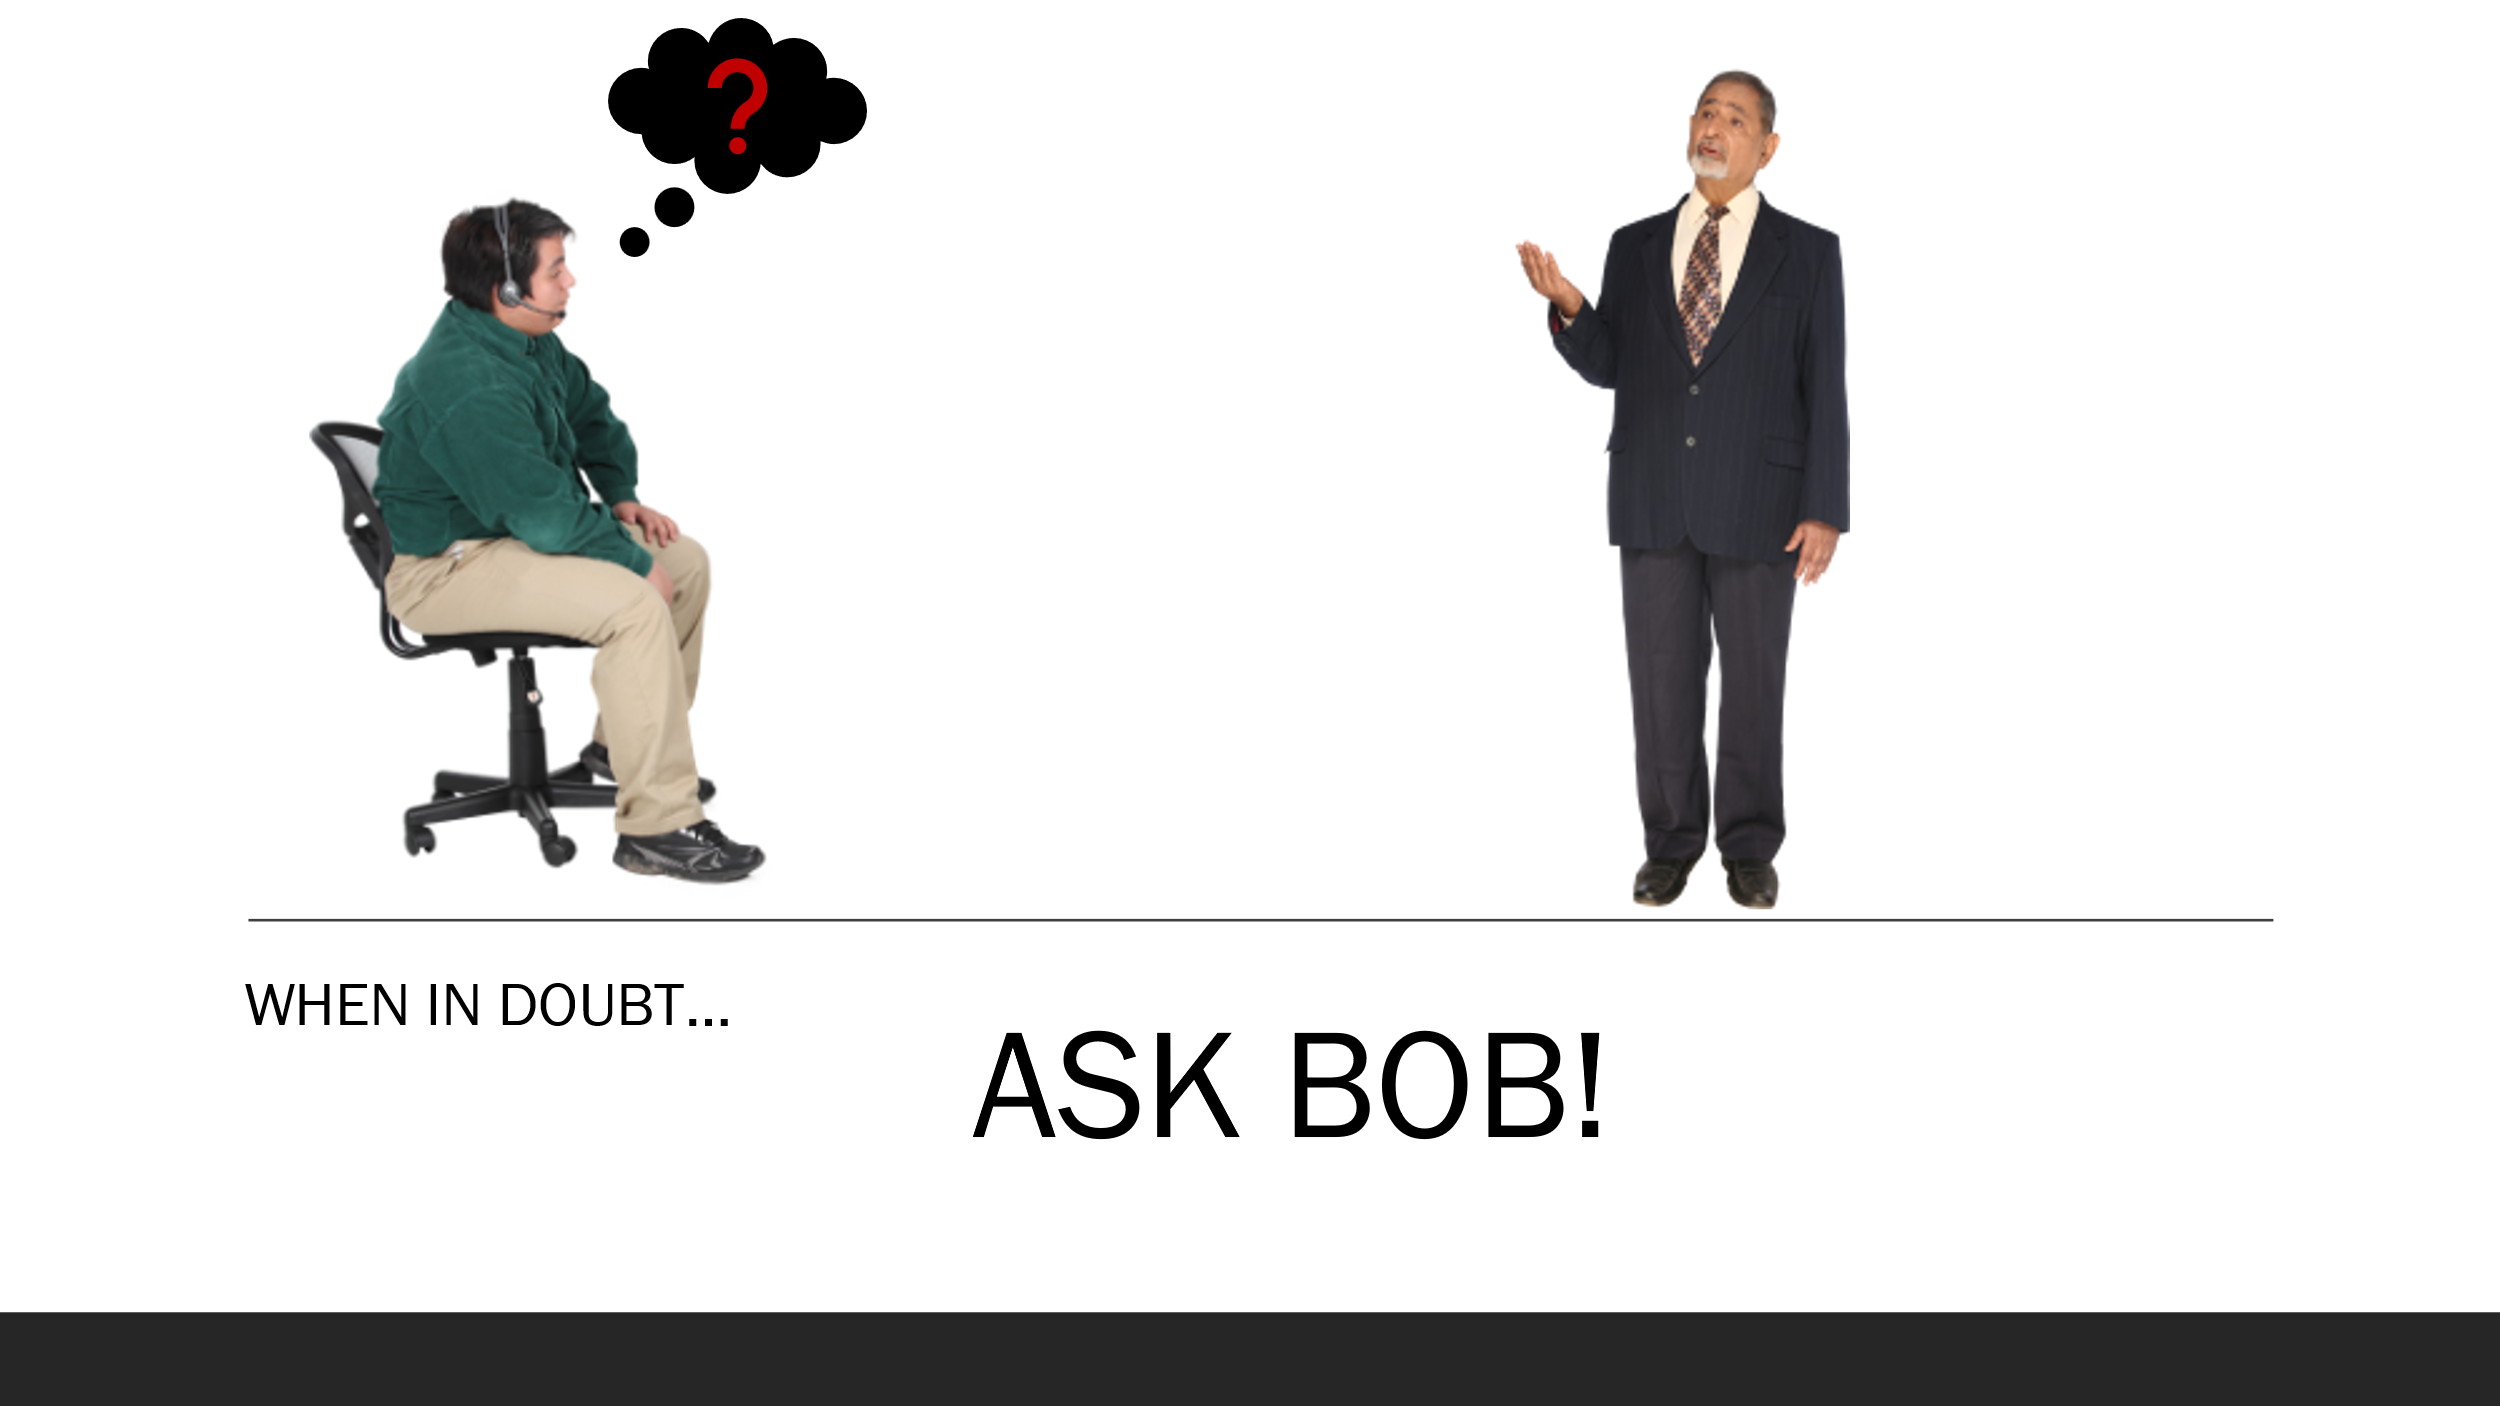 ?
WHEN IN DOUBT...
ASK BOB!